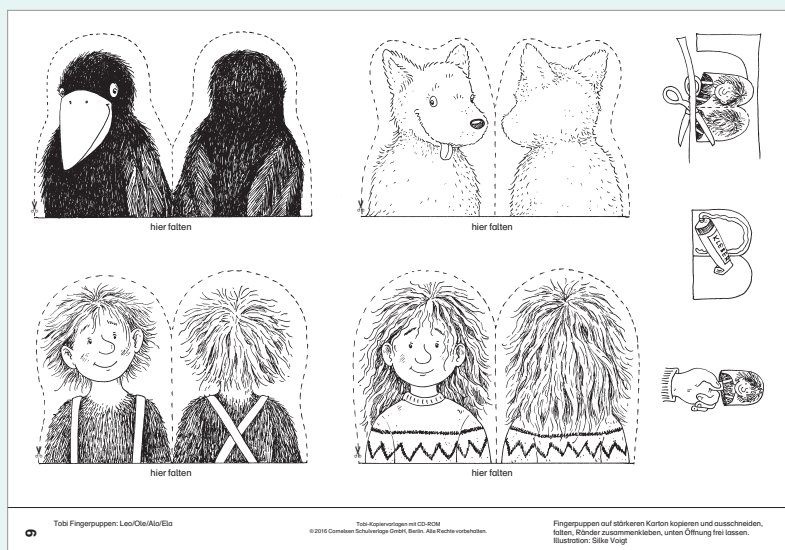 hier falten
hier falten
hier falten
hier falten
Tobi Fingerpuppen: Leo/Ole/Alo/Ela
Tobi-Kopiervorlagen mit CD-ROM
© 2016 Cornelsen Schulverlage GmbH, Berlin. Alle Rechte vorbehalten.
Fingerpuppen auf stärkeren Karton kopieren und ausschneiden,
falten, Ränder zusammenkleben, unten Öffnung frei lassen.
Illustration: Silke Voigt
9